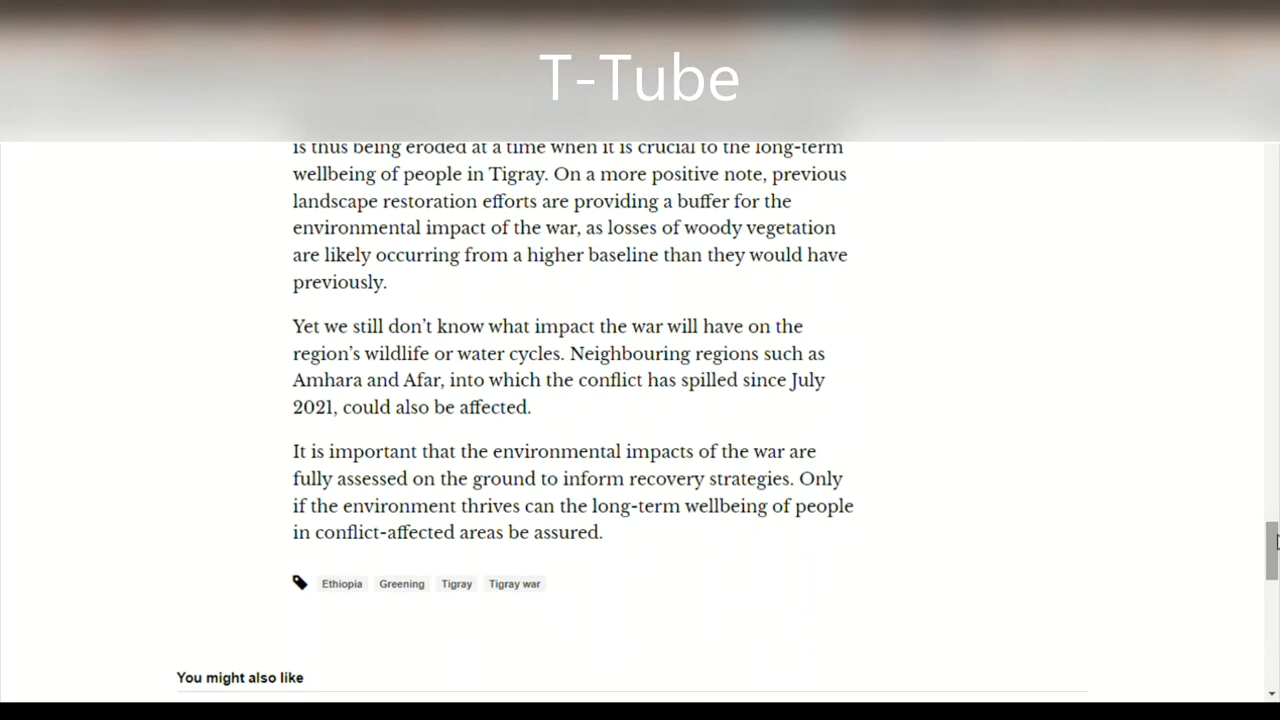 T-Tube
is thus being eroded at a time when it is crucial to the long-term
wellbeing of people in Tigray. On a more positive note, previous
landscape restoration efforts are providing a buffer for the
environmental impact of the war, as losses of woody vegetation
are likely occurring from a higher baseline than they would have
previously.
Yet we still don’t know what impact the war will have on the
region’s wildlife or water cycles. Neighbouring regions such as
Amhara and Afar, into which the conflict has spilled since July
2021, could also be affected.
It is important that the environmental impacts of the war are
fully assessed on the ground to inform recovery strategies. Only
if the environment thrives can the long-term wellbeing of people
in conflict-affected areas be assured.
Ethiopia Greening Tigray Tigray war
You might also like